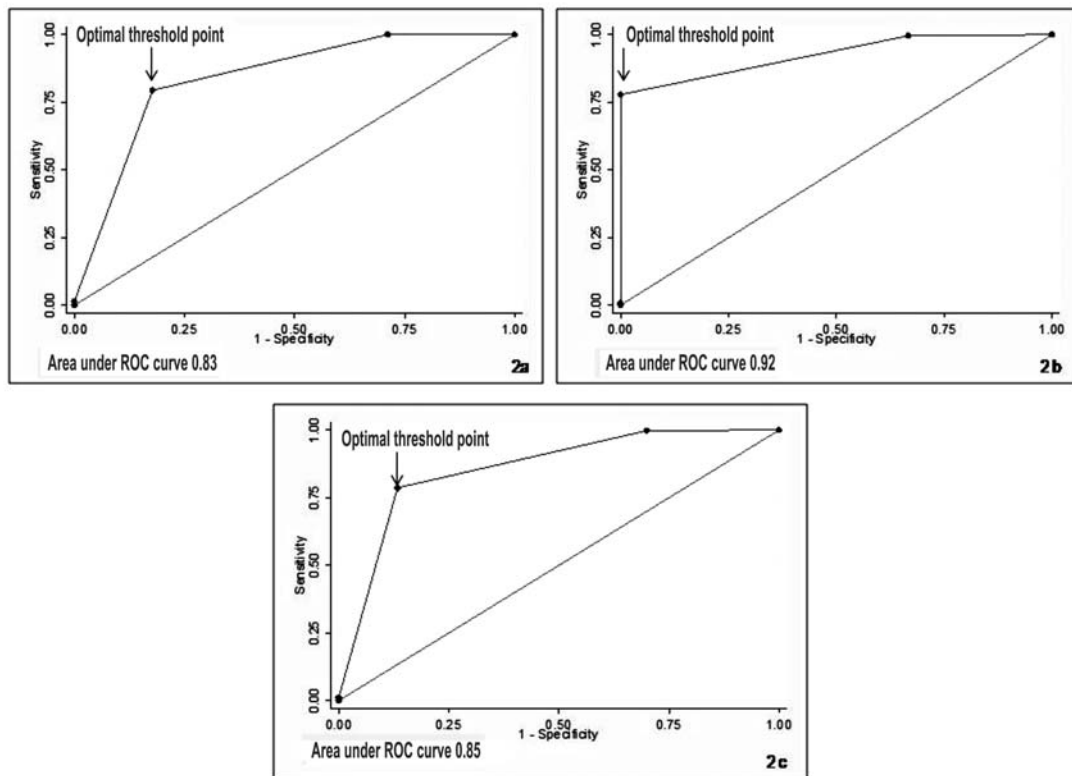 Optimal threshold point
Sensitivity
1.00
0.75
0.50
0.25
0.00
0.00 0.25 0.50 0.75 1.00
1 - Specificity
Area under ROC curve 0.83
2a
Optimal threshold point
Sensitivity
1.00
0.75
0.50
0.25
0.00
0.00 0.25 0.50 0.75 1.00
1 - Specificity
Area under ROC curve 0.92
2b
Optimal threshold point
Sensitivity
1.00
0.75
0.50
0.25
0.00
0.00 0.25 0.50 0.75 1.00
1 - Specificity
Area under ROC curve 0.85
2c